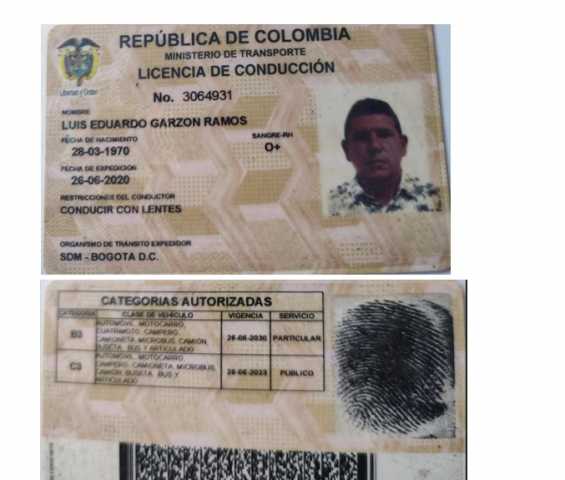 REPÚBLICA DE COLOMBIA
MINISTERIO DE TRANSPORTE
LICENCIA DE CONDUCCIÓN
Libertad y Orden
No. 3064931
NOMBRE
LUIS EDUARDO GARZON RAMOS
FECHA DE NACIMIENTO SANGRE-RH
28-03-1970 O+
FECHA DE EXPEDICION
26-06-2020
RESTRICCIONES DEL CONDUCTOR
CONDUCIR CON LENTES
ORGANISMO DE TRÁNSITO EXPEDIDOR
SDM - BOGOTA D.C.
CATEGORIAS AUTORIZADAS
CATEGORIA CLASE DE VEHÍCULO VIGENCIA SERVICIO
AUTOMOVIL, MOTOCARRO,
CUATRIMOTO, CAMPERO,
B3 CAMIONETA, MICROBUS, CAMIÓN, 26-06-2030 PARTICULAR
BUSETA, BUS Y ARTICULADO
AUTOMOVIL, MOTOCARRO,
C3 CAMPERO, CAMIONETA, MICROBUS, 26-06-2023 PUBLICO
CAMION, BUSETA, BUS Y
ARTICULADO